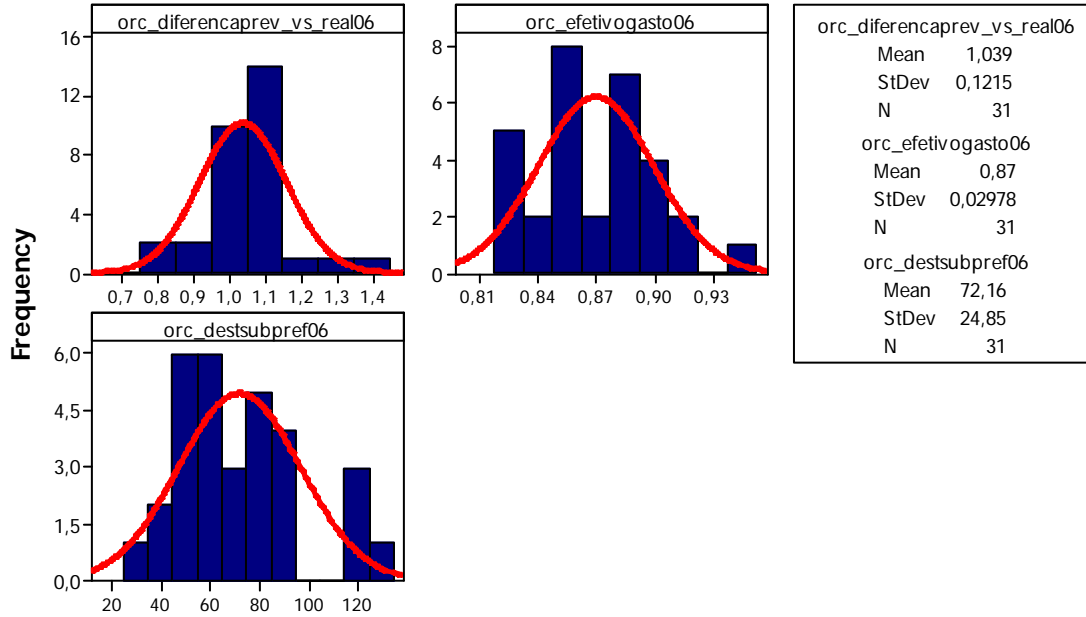 orc_diferencaprev_vs_real06
orc_efetivogasto06
16
12
8
4
0
0,7 0,8 0,9 1,0 1,1 1,2 1,3 1,4
8
6
4
2
0
0,81 0,84 0,87 0,90 0,93
orc_destsubpref06
6,0
4,5
3,0
1,5
0,0
20 40 60 80 100 120
Frequency
orc_diferencaprev_vs_real06
Mean 1,039
StDev 0,1215
N 31
orc_efetivogasto06
Mean 0,87
StDev 0,02978
N 31
orc_destsubpref06
Mean 72,16
StDev 24,85
N 31